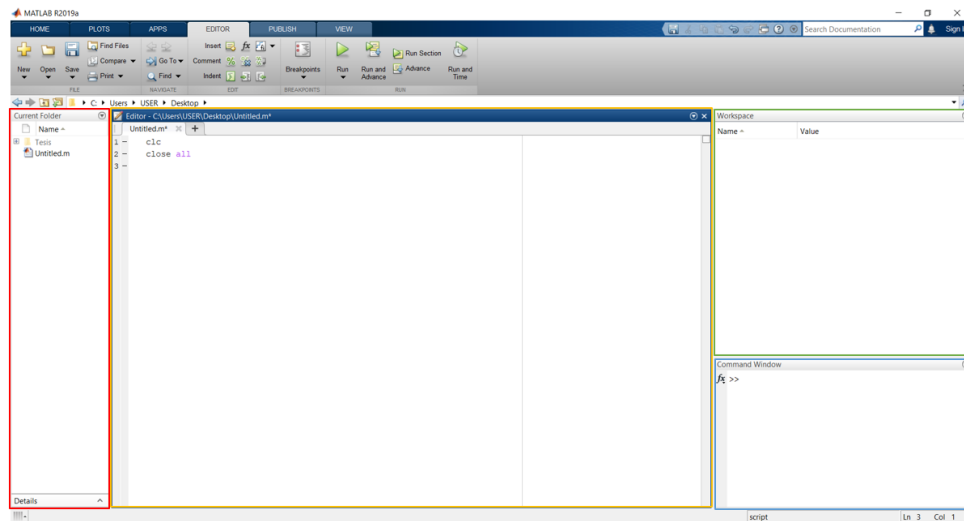 MATLAB R2019a
HOME PLOTS APPS EDITOR PUBLISH VIEW Search Documentation Sign
New Open Save Find Files Compare Print Go To Find Insert fx Comment Indent Breakpoints Run Run and Advance Run Section Advance Run and Time
FILE NAVIGATE EDIT BREAKPOINTS RUN
C: Users USER Desktop
Current Folder
Name
Tesis
Untitled.m
Details
Editor - C:\Users\USER\Desktop\Untitled.m*
Untitled.m* × +
1 - clc
2 - close all
3 -
Workspace
Name Value
Command Window
fx >>
script Ln 3 Col 1